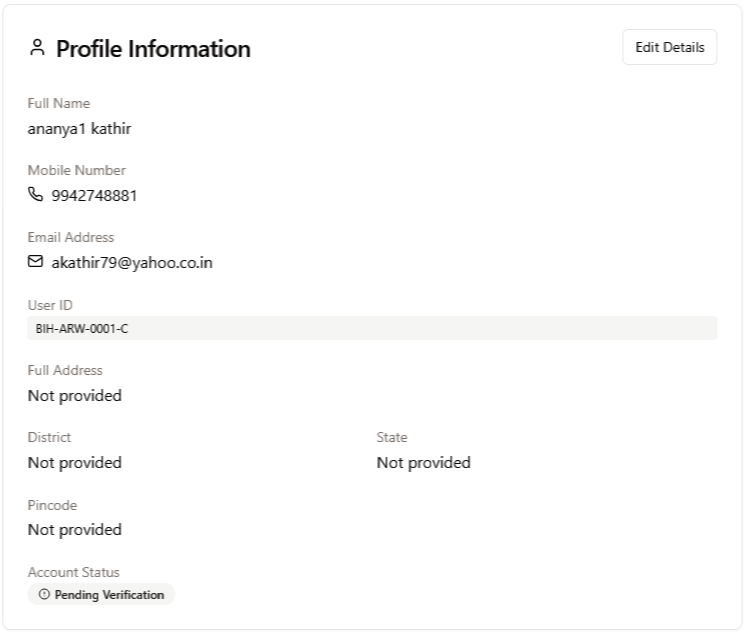 Profile Information
Edit Details
Full Name
ananya1 kathir
Mobile Number
9942748881
Email Address
akathir79@yahoo.co.in
User ID
BIH-ARW-0001-C
Full Address
Not provided
District
State
Not provided
Not provided
Pincode
Not provided
Account Status
Pending Verification